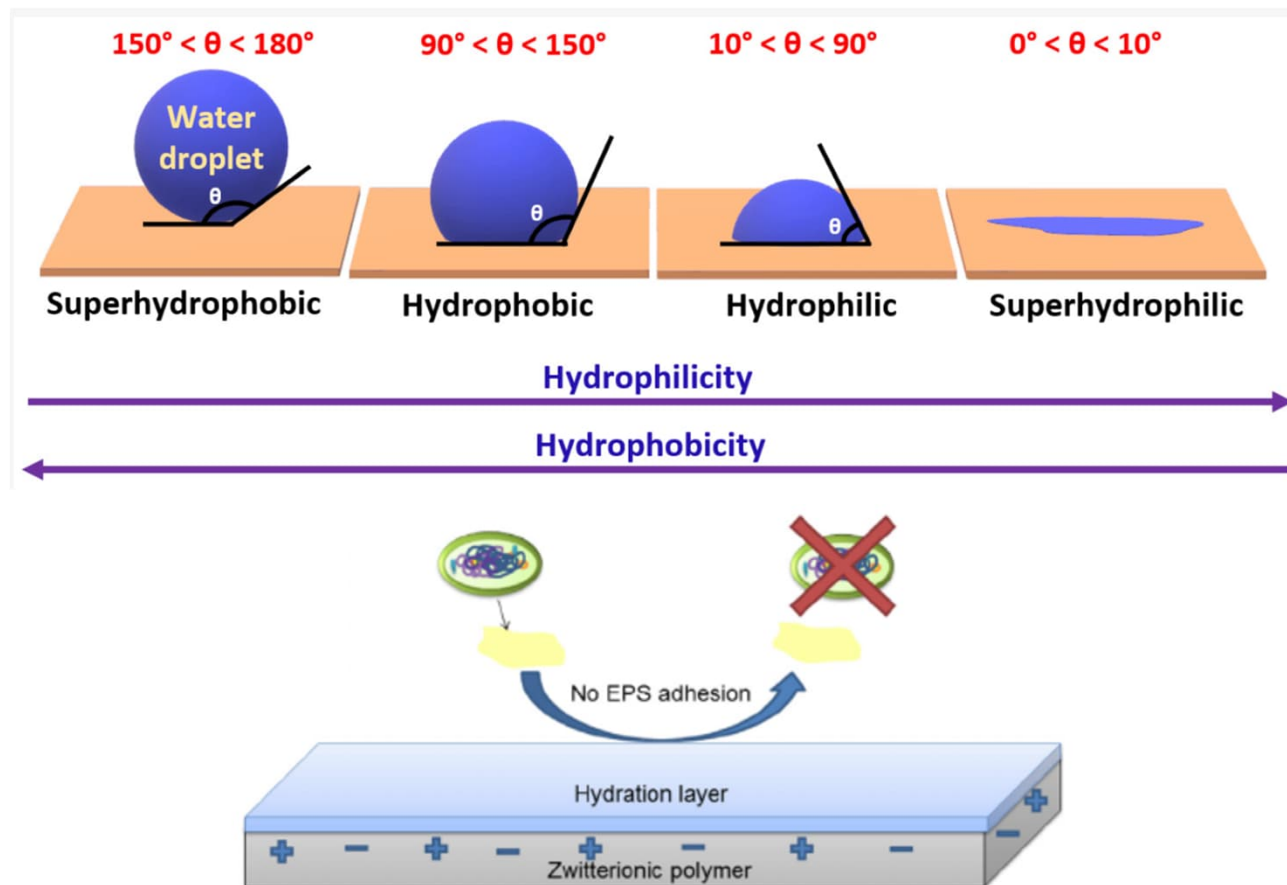 150° < θ < 180°
90° < θ < 150°
10° < θ < 90°
0° < θ < 10°
Water
droplet
θ
θ
θ
Superhydrophobic
Hydrophobic
Hydrophilic
Superhydrophilic
Hydrophilicity
Hydrophobicity
No EPS adhesion
Hydration layer
+ − + − + − + − − +
Zwitterionic polymer